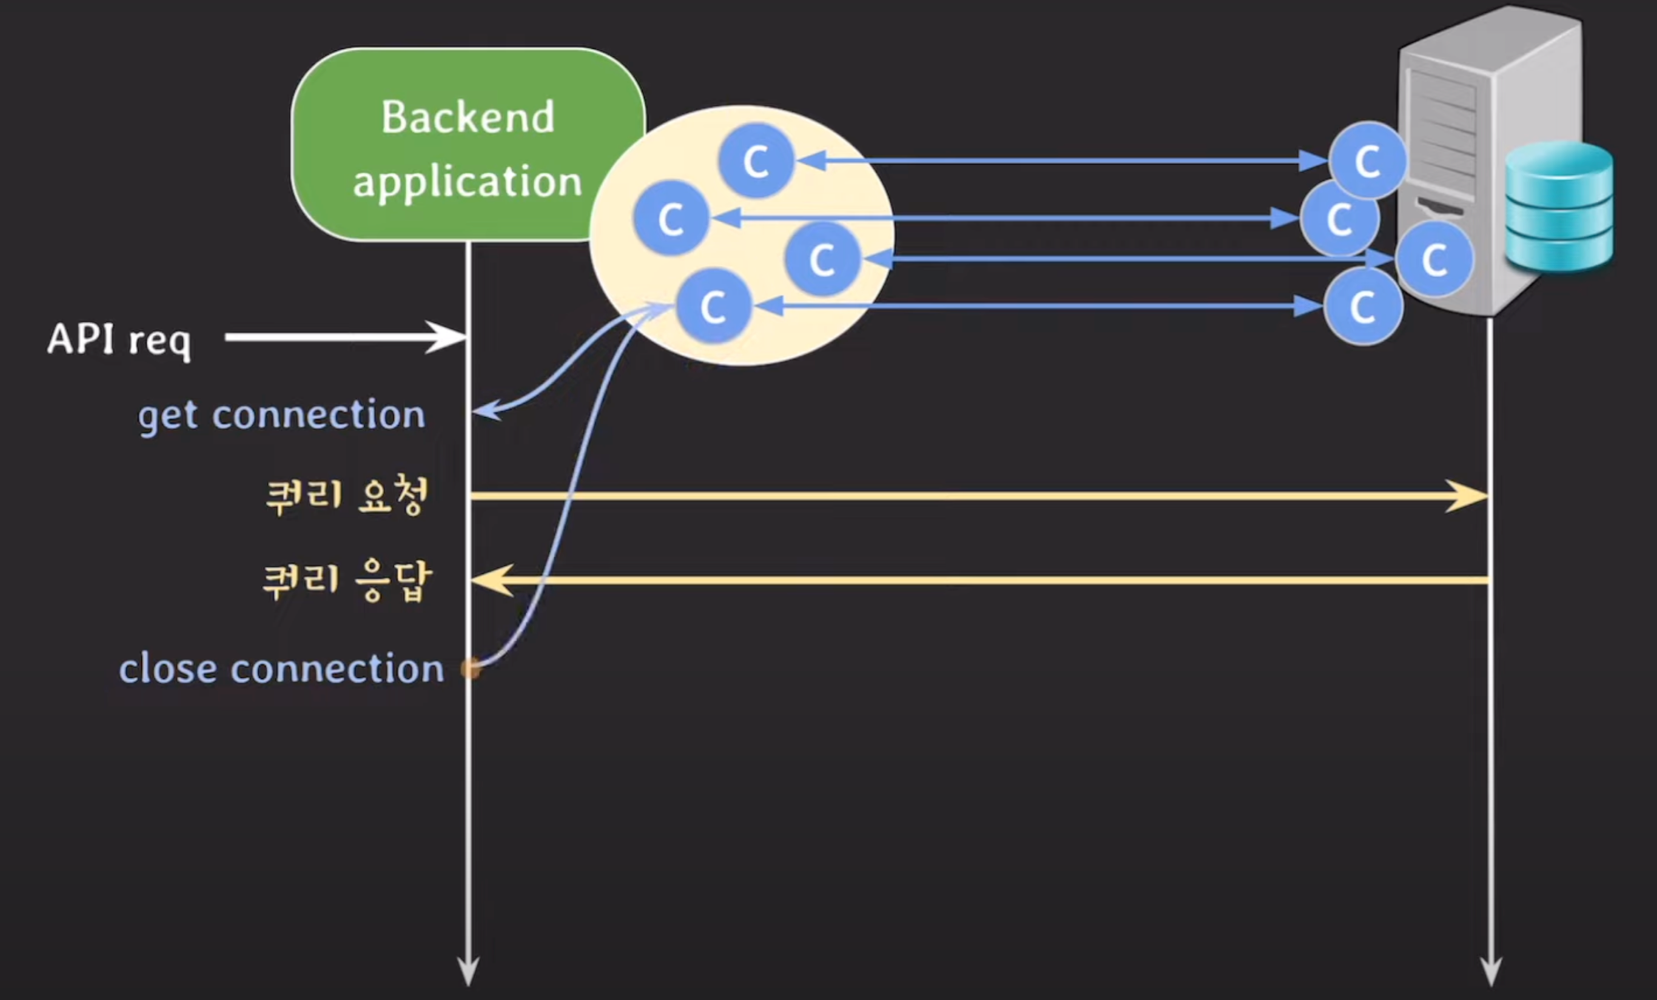 Backend
application
C
C
C
C
C
C
C
C
API req
get connection
쿼리 요청
쿼리 응답
close connection